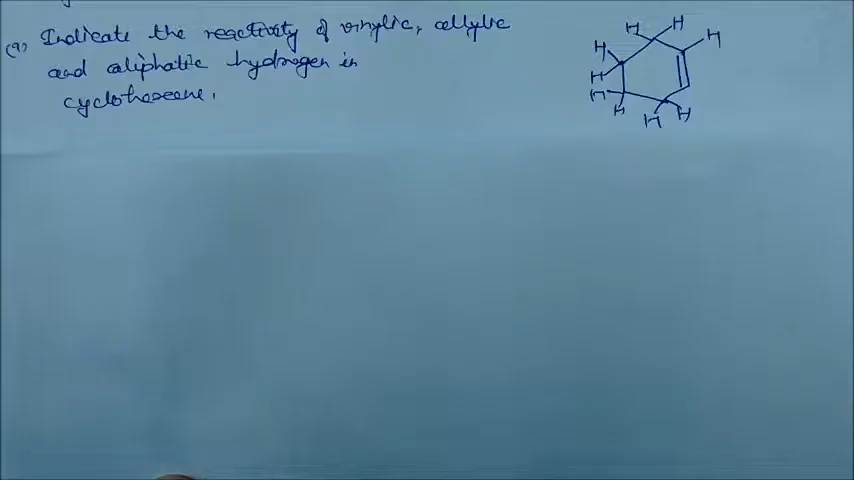 (9) Indicate the reactivity of vinylic, allylic
and aliphatic hydrogen in
cyclohexene.
H H H
H
H
H
H
H H